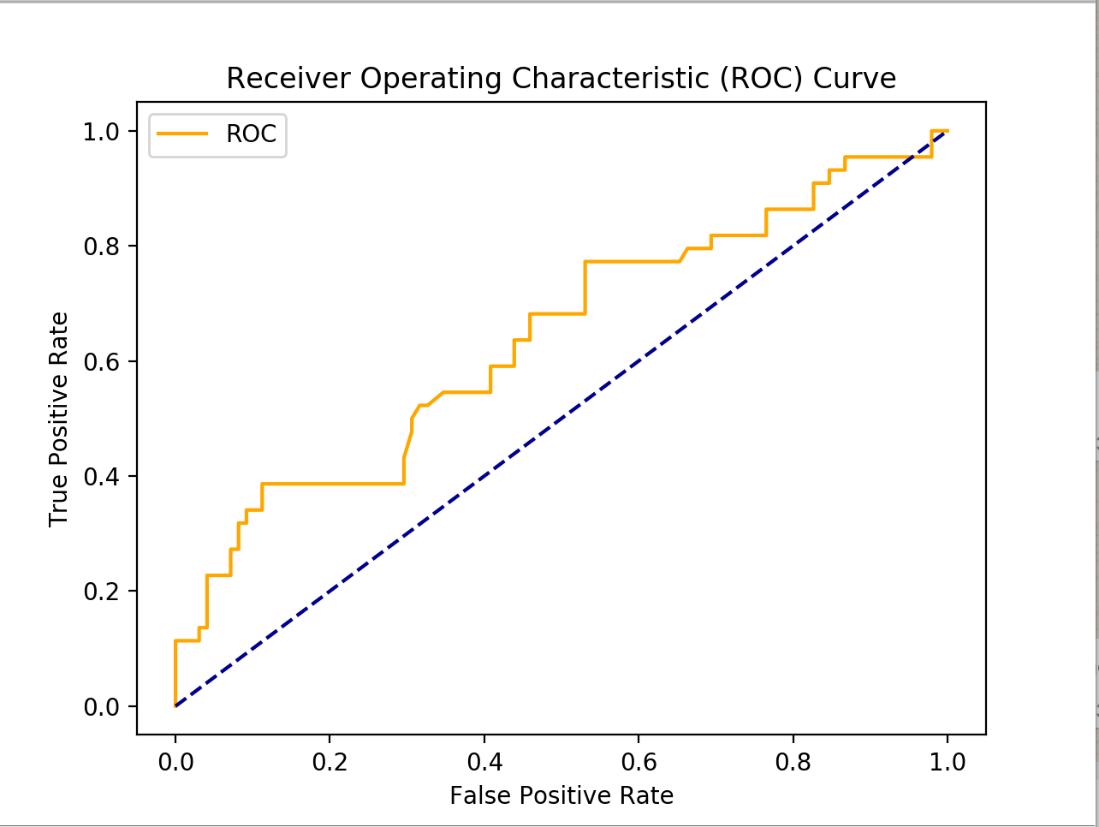 Receiver Operating Characteristic (ROC) Curve
ROC
1.0
0.8
0.6
0.4
0.2
0.0
True Positive Rate
0.0 0.2 0.4 0.6 0.8 1.0
False Positive Rate